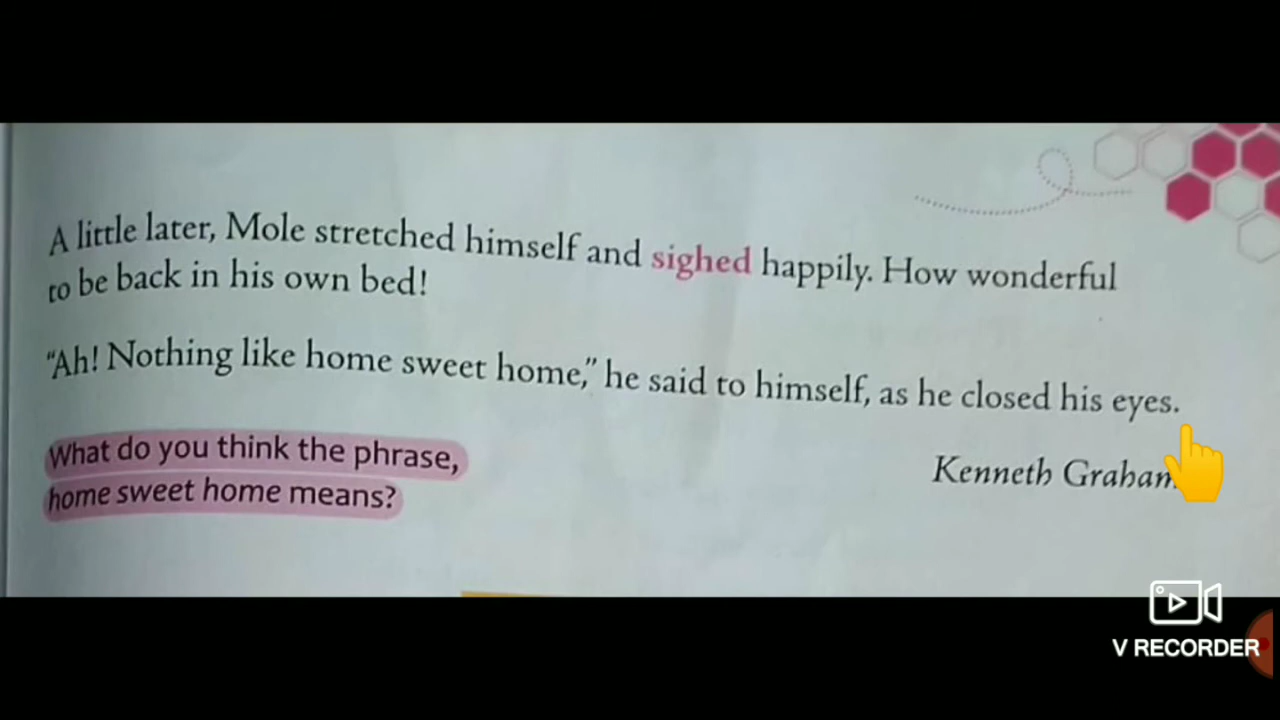 A little later, Mole stretched himself and sighed happily. How wonderful
to be back in his own bed!
"Ah! Nothing like home sweet home," he said to himself, as he closed his eyes.
What do you think the phrase,
home sweet home means?
Kenneth Graham
V RECORDER